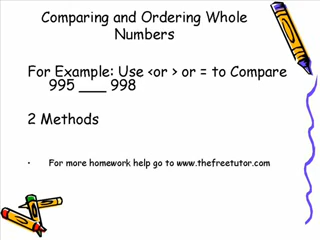 Comparing and Ordering Whole
Numbers
For Example: Use <or > or = to Compare
995 ___ 998
2 Methods
• For more homework help go to www.thefreetutor.com